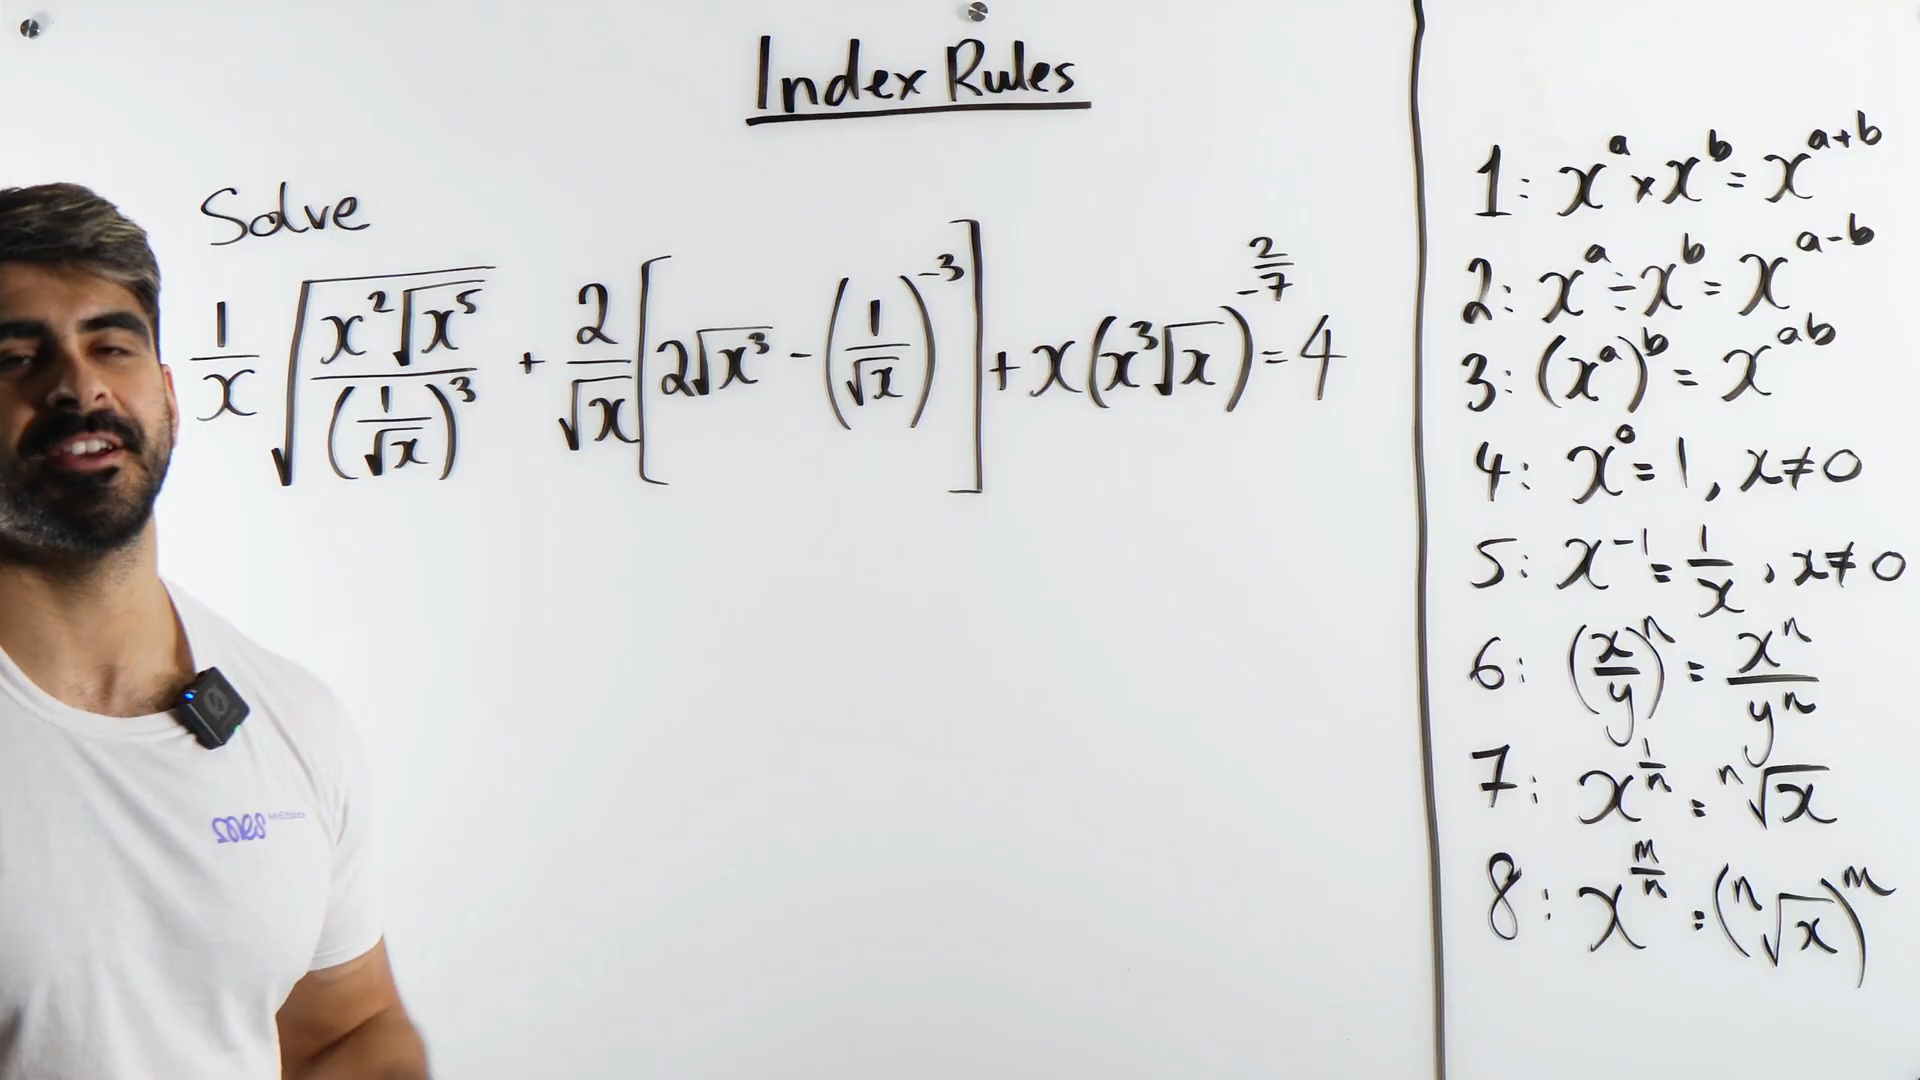 Index Rules
Solve
1/x √(x²√x⁵ / (1/√x)³) + 2/√x [2√x³ - (1/√x)⁻³] + x(x³√x)^(2/-7) = 4
1: xᵃ × xᵇ = xᵃ⁺ᵇ
2: xᵃ ÷ xᵇ = xᵃ⁻ᵇ
3: (xᵃ)ᵇ = xᵃᵇ
4: x⁰ = 1, x ≠ 0
5: x⁻¹ = 1/x, x ≠ 0
6: (x/y)ⁿ = xⁿ/yⁿ
7: x^(1/n) = ⁿ√x
8: x^(m/n) = (ⁿ√x)ᵐ